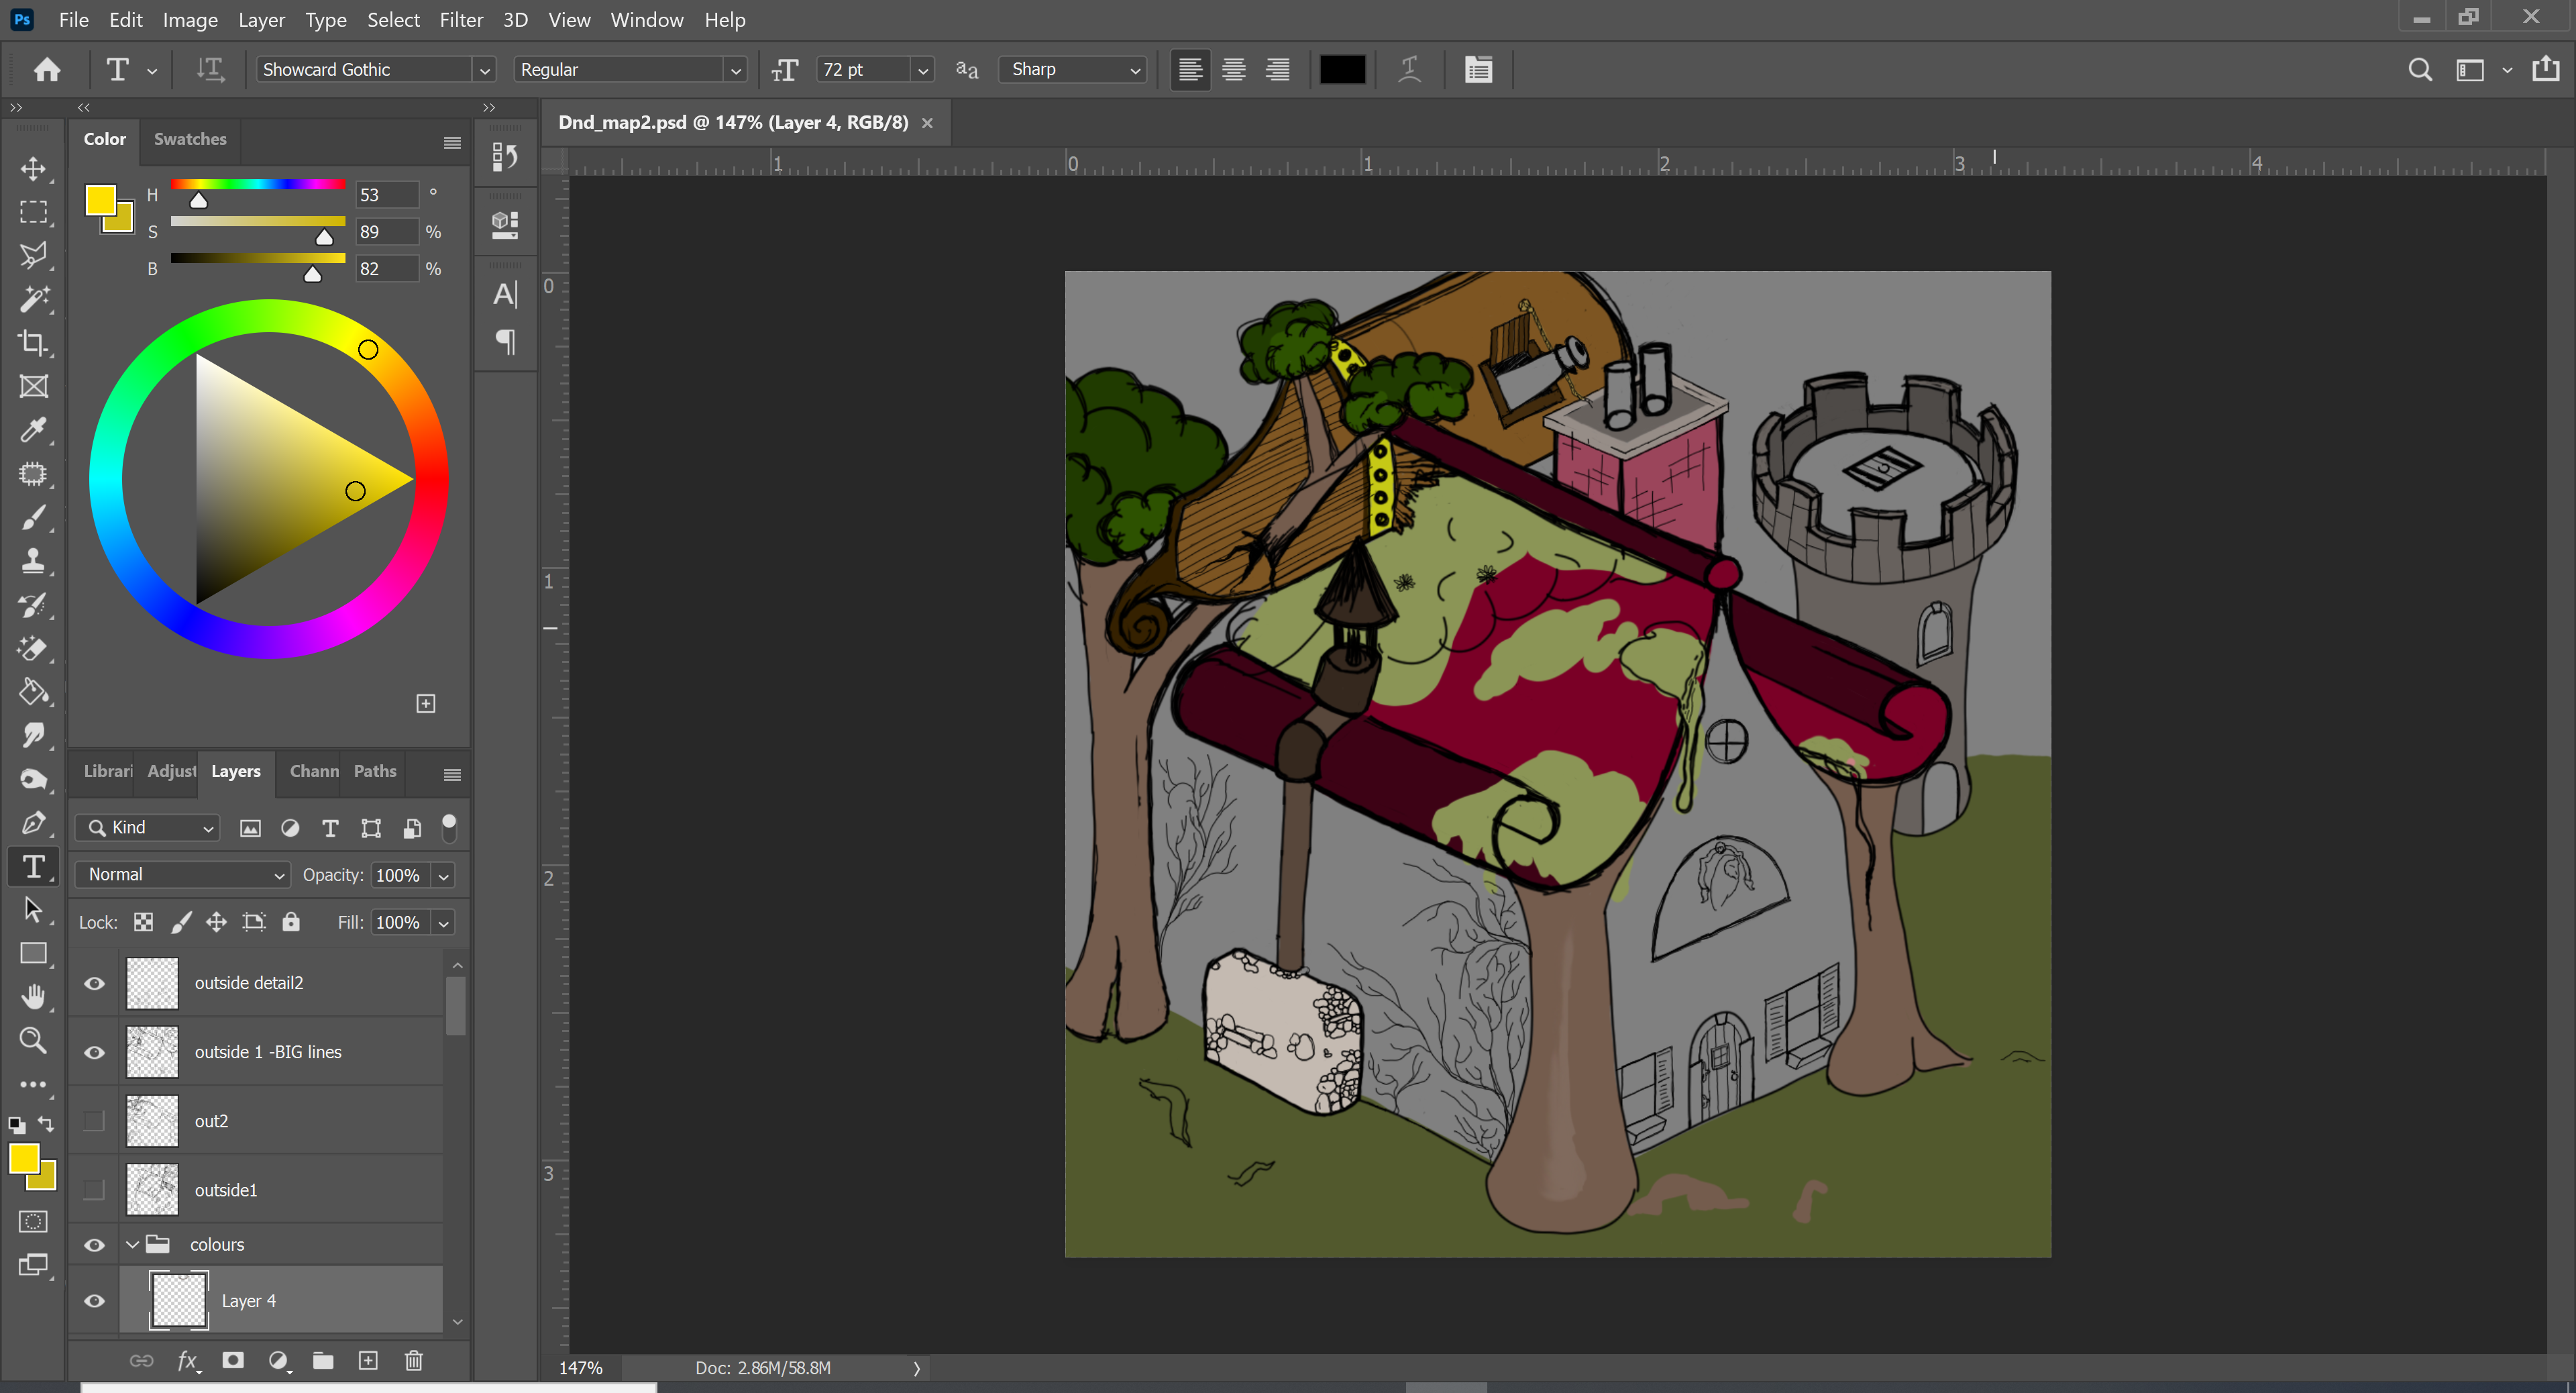 Ps File Edit Image Layer Type Select Filter 3D View Window Help
T Showcard Gothic Regular 72 pt aa Sharp
Color Swatches
Dnd_map2.psd @ 147% (Layer 4, RGB/8) ×
H 53 °
S 89 %
B 82 %
1 0 1 2 3 4
0
1
2
3
Librari Adjust Layers Chann Paths
Kind
Normal Opacity: 100%
Lock: Fill: 100%
outside detail2
outside 1 -BIG lines
out2
outside1
colours
Layer 4
fx
147% Doc: 2.86M/58.8M